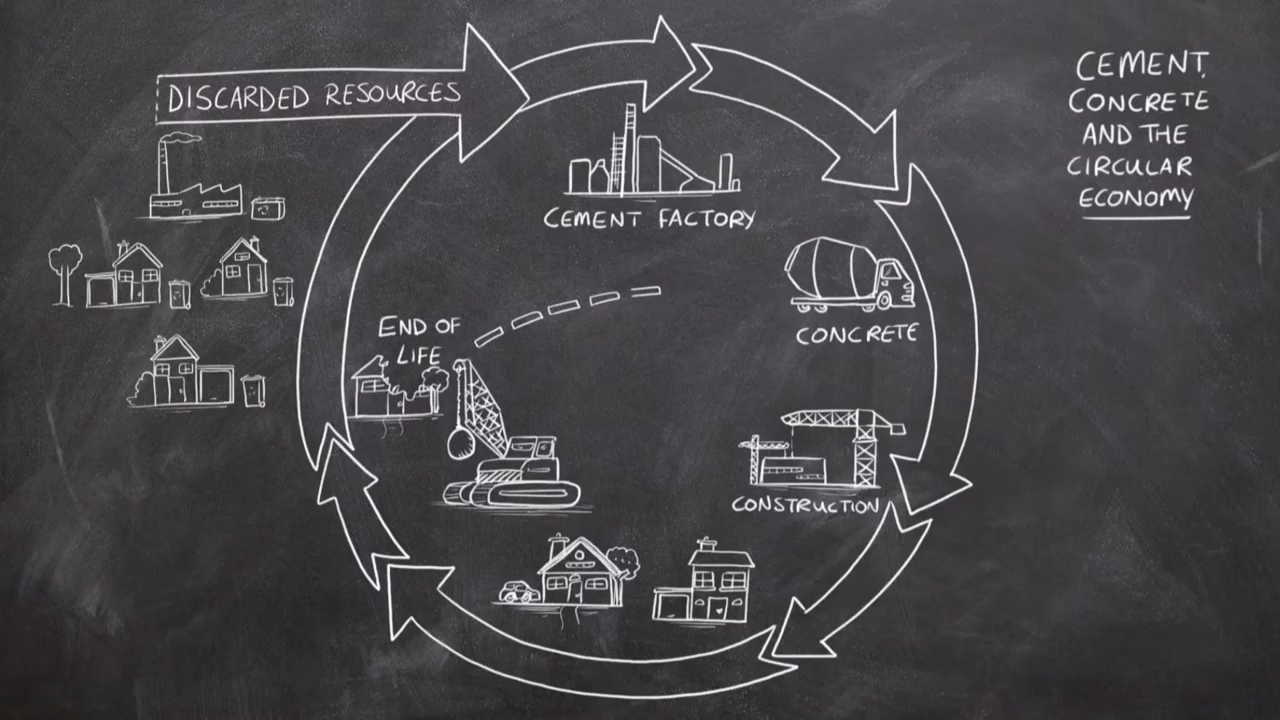 DISCARDED RESOURCES
CEMENT,
CONCRETE
AND THE
CIRCULAR
ECONOMY
CEMENT FACTORY
CONCRETE
END OF
LIFE
CONSTRUCTION